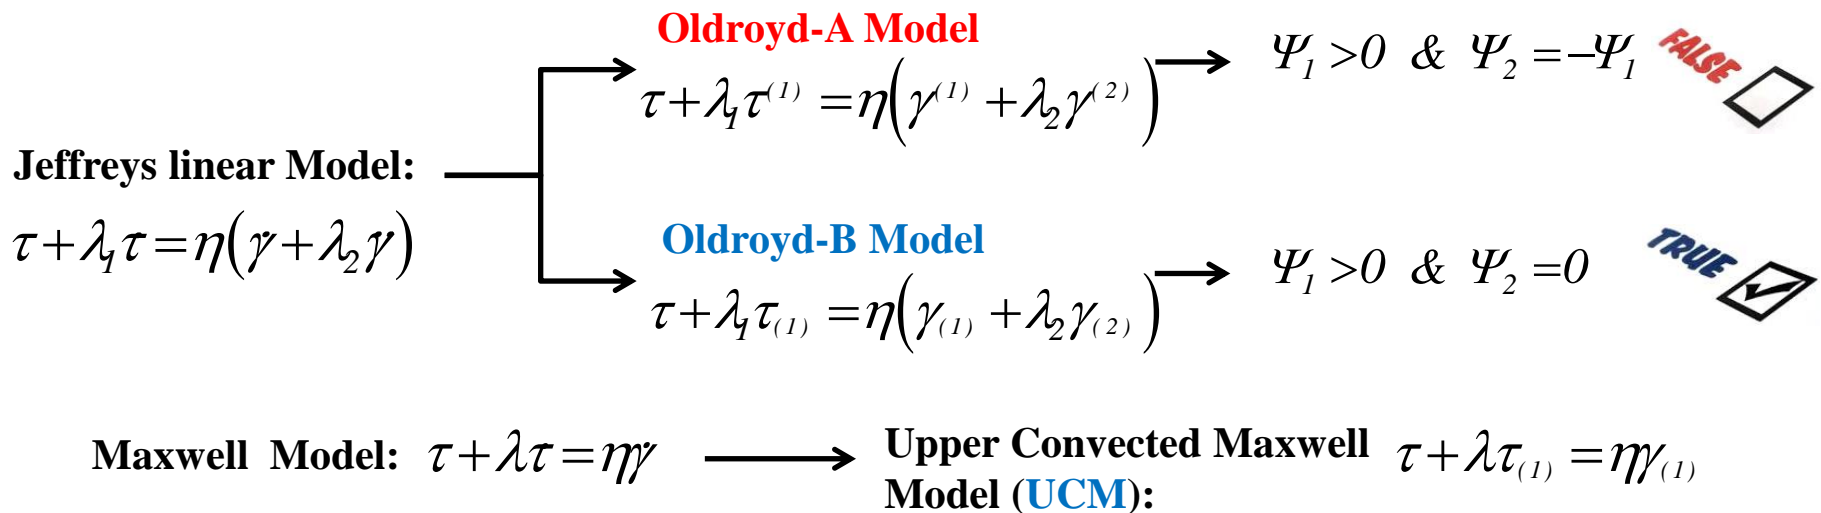 Oldroyd-A Model
τ+λ₁τ⁽¹⁾ =η(γ⁽¹⁾ +λ₂γ⁽²⁾)
Ψ₁ >0 & Ψ₂ =−Ψ₁
FALSE
Jeffreys linear Model:
τ+λ₁τ̇=η(γ̇+λ₂γ̈)
Oldroyd-B Model
τ+λ₁τ₍₁₎ =η(γ₍₁₎ +λ₂γ₍₂₎)
Ψ₁ >0 & Ψ₂ =0
TRUE
Maxwell Model: τ+λτ̇=ηγ̇
Upper Convected Maxwell
Model (UCM):
τ+λτ₍₁₎ =ηγ₍₁₎